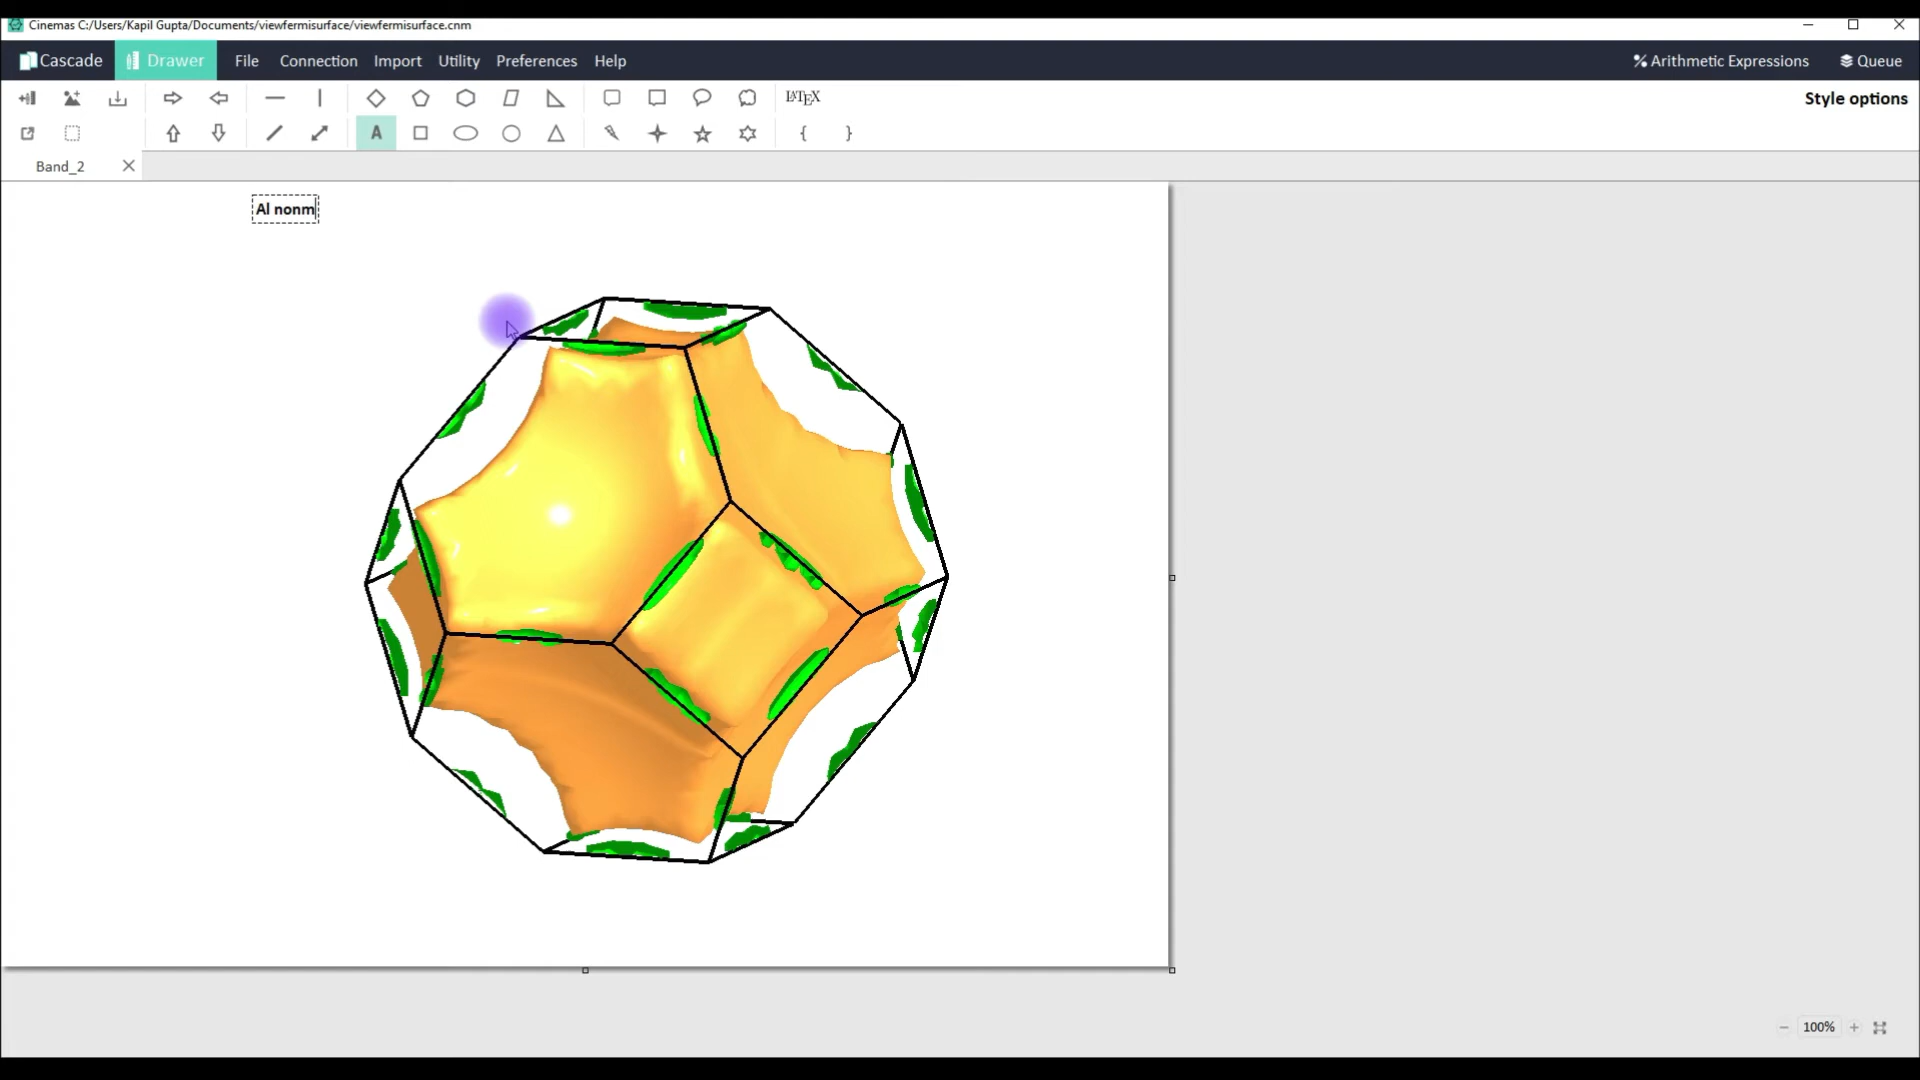 Cinemas C:/Users/Kapil Gupta/Documents/viewfermisurface/viewfermisurface.cnm
Cascade Drawer File Connection Import Utility Preferences Help Arithmetic Expressions Queue
LATEX Style options
A { }
Band_2
Al nonm
100%